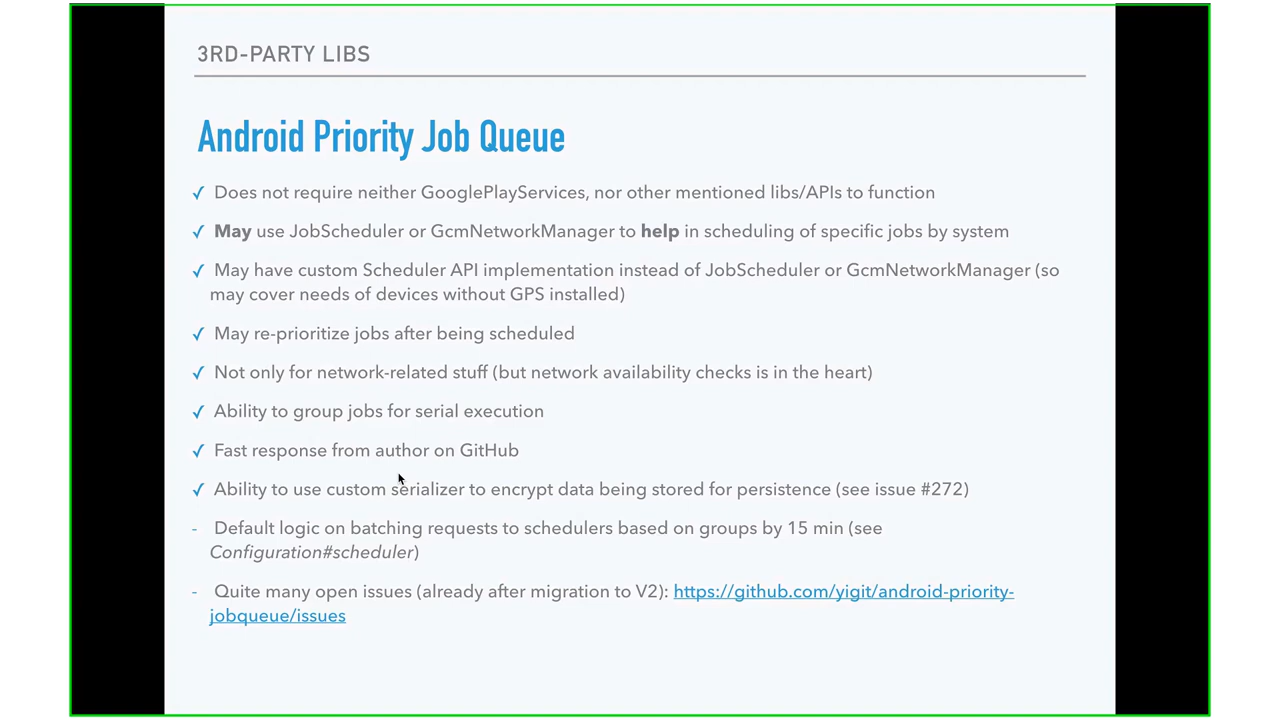 3RD-PARTY LIBS
Android Priority Job Queue
✓ Does not require neither GooglePlayServices, nor other mentioned libs/APIs to function
✓ May use JobScheduler or GcmNetworkManager to help in scheduling of specific jobs by system
✓ May have custom Scheduler API implementation instead of JobScheduler or GcmNetworkManager (so
may cover needs of devices without GPS installed)
✓ May re-prioritize jobs after being scheduled
✓ Not only for network-related stuff (but network availability checks is in the heart)
✓ Ability to group jobs for serial execution
✓ Fast response from author on GitHub
✓ Ability to use custom serializer to encrypt data being stored for persistence (see issue #272)
- Default logic on batching requests to schedulers based on groups by 15 min (see
Configuration#scheduler)
- Quite many open issues (already after migration to V2): https://github.com/yigit/android-priority-
jobqueue/issues